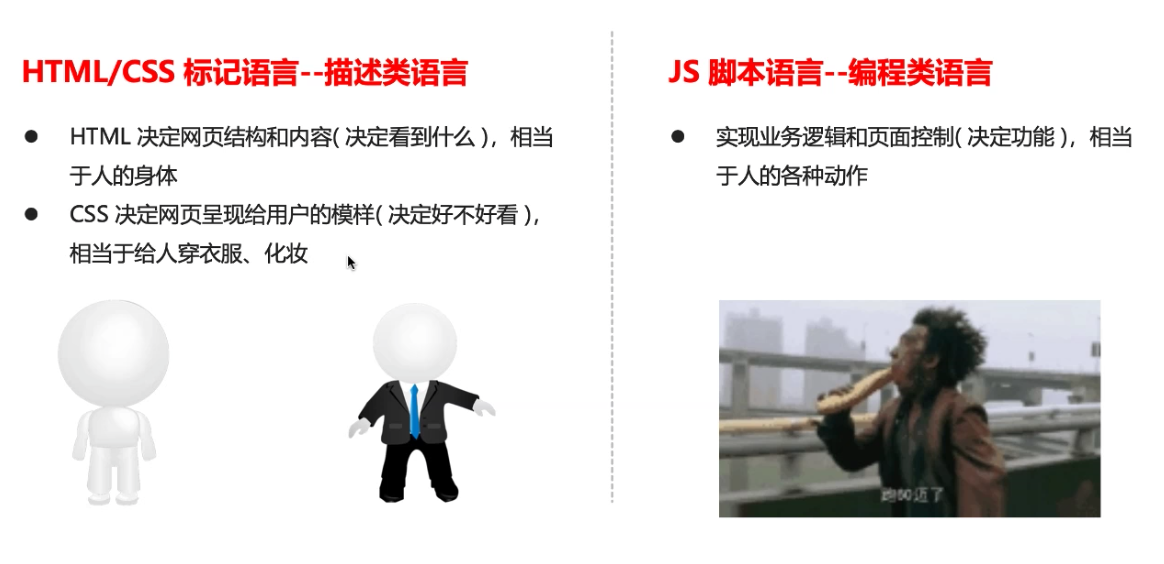 HTML/CSS 标记语言--描述类语言
● HTML 决定网页结构和内容( 决定看到什么 )，相当
于人的身体
● CSS 决定网页呈现给用户的模样( 决定好不好看 )，
相当于给人穿衣服、化妆
JS 脚本语言--编程类语言
● 实现业务逻辑和页面控制( 决定功能 )，相当
于人的各种动作
跑80迈了